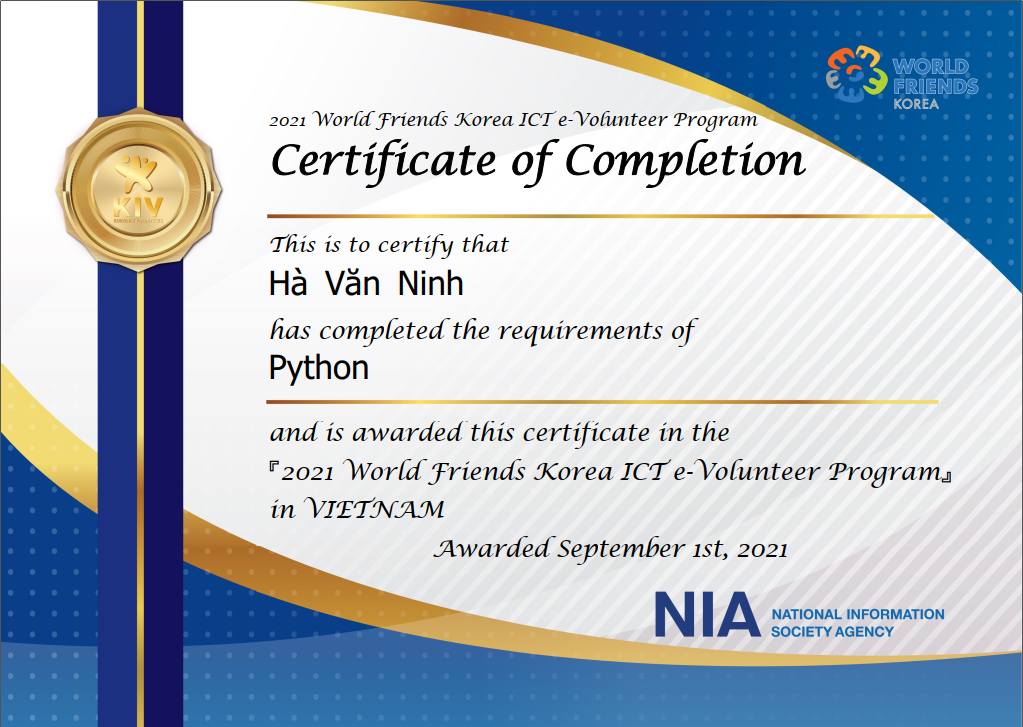 WORLD
FRIENDS
KOREA
2021 World Friends Korea ICT e-Volunteer Program
Certificate of Completion
KIV
This is to certify that
Hà Văn Ninh
has completed the requirements of
Python
and is awarded this certificate in the
『2021 World Friends Korea ICT e-Volunteer Program』
in VIETNAM
Awarded September 1st, 2021
NIA NATIONAL INFORMATION
SOCIETY AGENCY